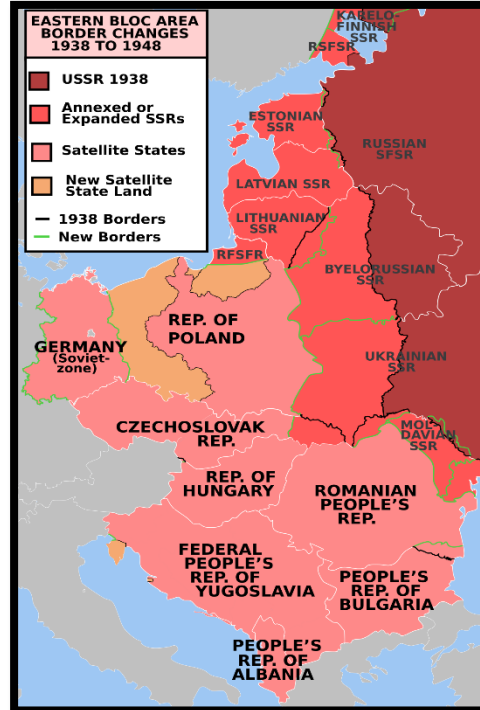 EASTERN BLOC AREA
BORDER CHANGES
1938 TO 1948
USSR 1938
Annexed or
Expanded SSRs
Satellite States
New Satellite
State Land
1938 Borders
New Borders
KARELO-
FINNISH
SSR
RSFSR
ESTONIAN
SSR
RUSSIAN
SFSR
LATVIAN SSR
LITHUANIAN
SSR
RFSFR
BYELORUSSIAN
SSR
REP. OF
POLAND
GERMANY
(Soviet-
zone)
UKRAINIAN
SSR
CZECHOSLOVAK
REP.
MOL-
DAVIAN
SSR
REP. OF
HUNGARY
ROMANIAN
PEOPLE'S
REP.
FEDERAL
PEOPLE'S
REP. OF
YUGOSLAVIA
PEOPLE'S
REP. OF
BULGARIA
PEOPLE'S
REP. OF
ALBANIA